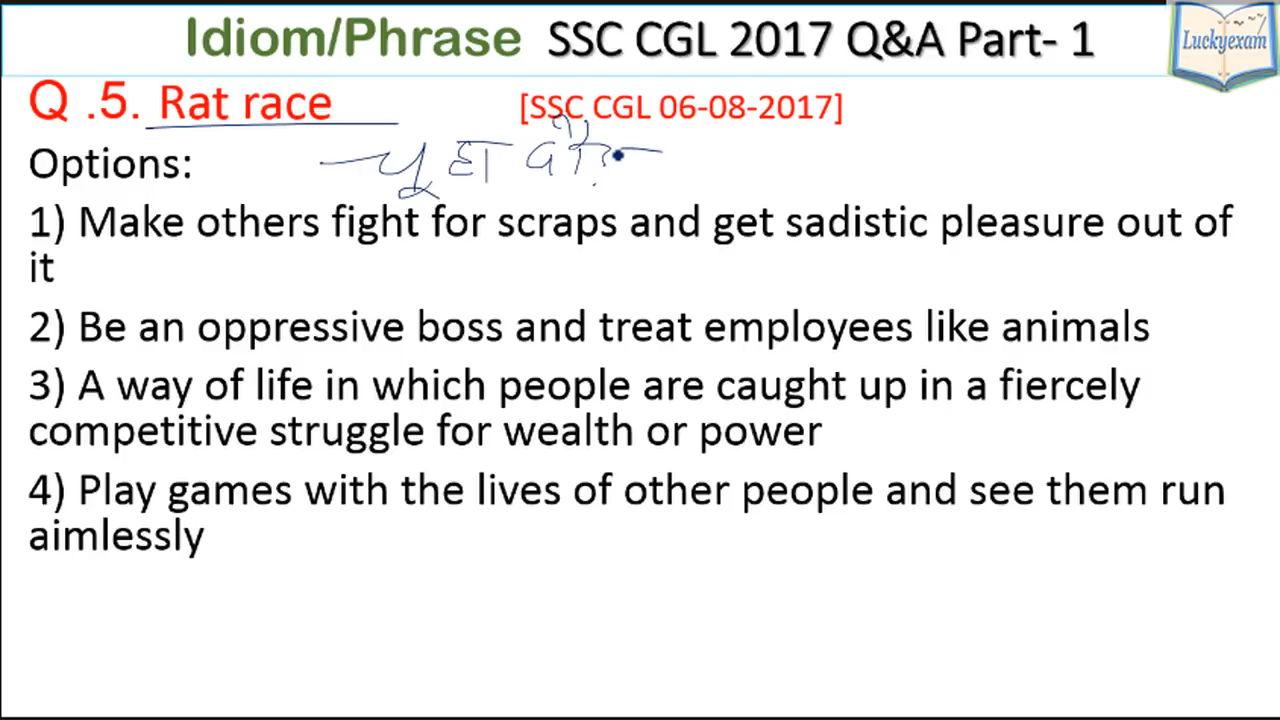 Idiom/Phrase SSC CGL 2017 Q&A Part- 1
Luckyexam
Q .5. Rat race [SSC CGL 06-08-2017]
चूहा दौड़
Options:
1) Make others fight for scraps and get sadistic pleasure out of
it
2) Be an oppressive boss and treat employees like animals
3) A way of life in which people are caught up in a fiercely
competitive struggle for wealth or power
4) Play games with the lives of other people and see them run
aimlessly